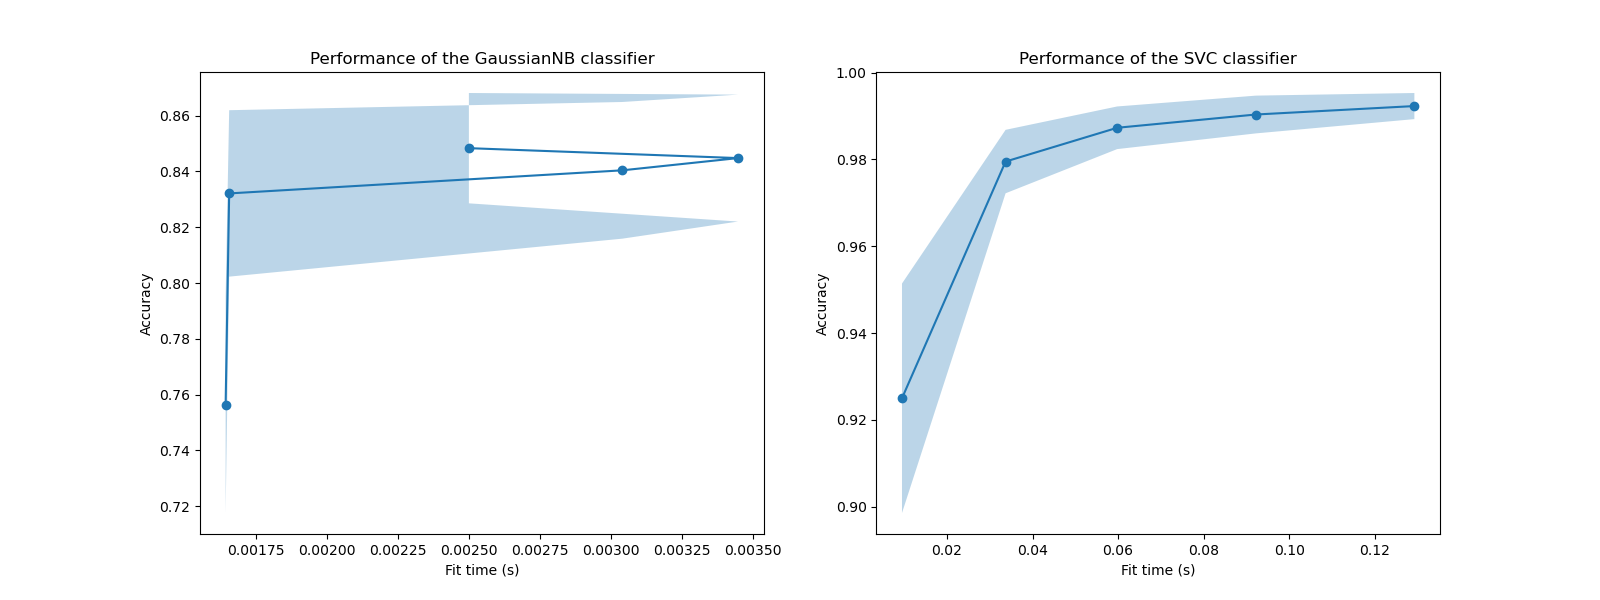 Performance of the GaussianNB classifier
0.86
0.84
0.82
0.80
0.78
0.76
0.74
0.72
Accuracy
0.00175 0.00200 0.00225 0.00250 0.00275 0.00300 0.00325 0.00350
Fit time (s)
Performance of the SVC classifier
1.00
0.98
0.96
0.94
0.92
0.90
Accuracy
0.02 0.04 0.06 0.08 0.10 0.12
Fit time (s)